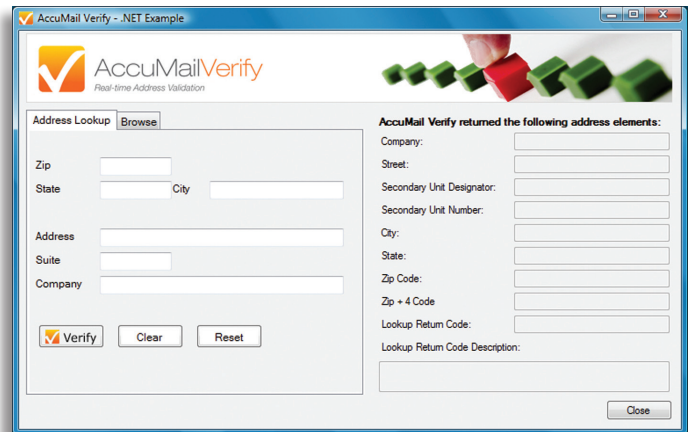 AccuMail Verify - .NET Example
AccuMailVerify
Real-time Address Validation
Address Lookup Browse
Zip
State City
Address
Suite
Company
Verify Clear Reset
AccuMail Verify returned the following address elements:
Company:
Street:
Secondary Unit Designator:
Secondary Unit Number:
City:
State:
Zip Code:
Zip + 4 Code
Lookup Return Code:
Lookup Return Code Description:
Close